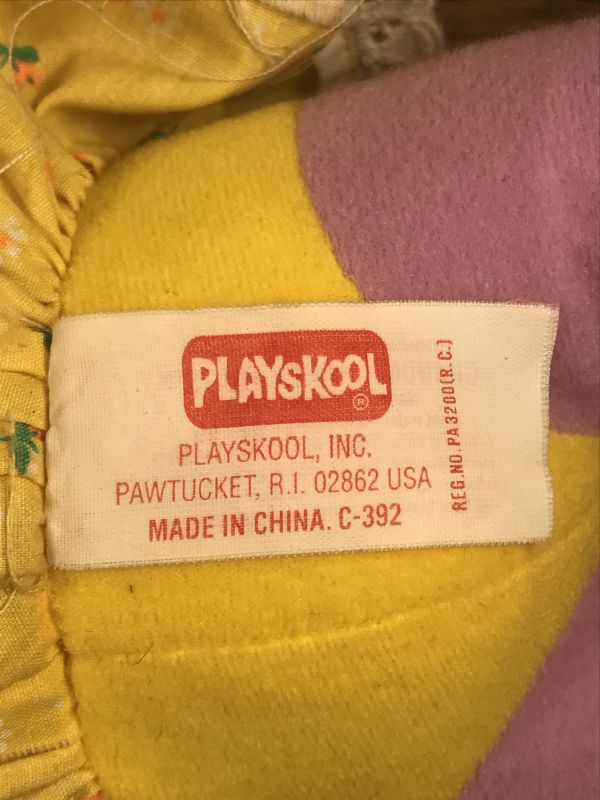 PLAYSKOOL ®
PLAYSKOOL, INC.
PAWTUCKET, R.I. 02862 USA
MADE IN CHINA. C-392
REG.NO.PA3200(R.C.)